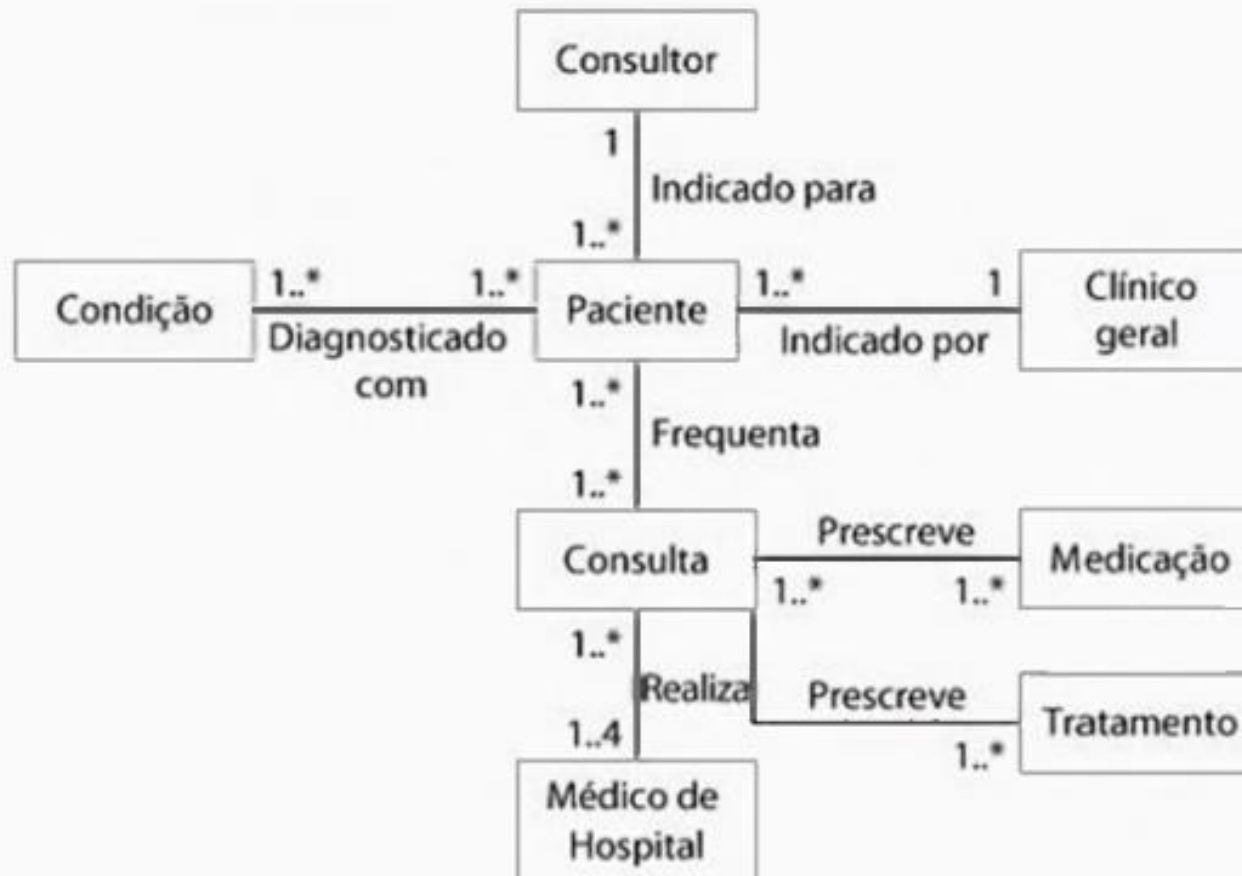 Consultor
1
Indicado para
1..*
Condição
1..*
1..*
Diagnosticado
com
Paciente
1..*
1
Indicado por
Clínico
geral
1..*
Frequenta
1..*
Consulta
Prescreve
1..*
1..*
Medicação
1..*
Realiza
1..4
Prescreve
1..*
Tratamento
Médico de
Hospital